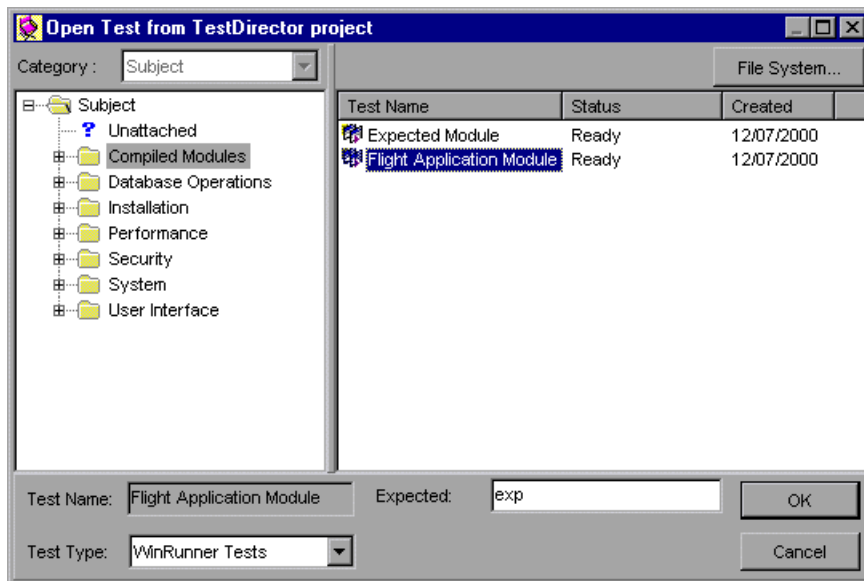 Open Test from TestDirector project
Category : Subject
File System...
Subject
Unattached
Compiled Modules
Database Operations
Installation
Performance
Security
System
User Interface
Test Name Status Created
Expected Module Ready 12/07/2000
Flight Application Module Ready 12/07/2000
Test Name: Flight Application Module Expected: exp OK
Test Type: WinRunner Tests Cancel